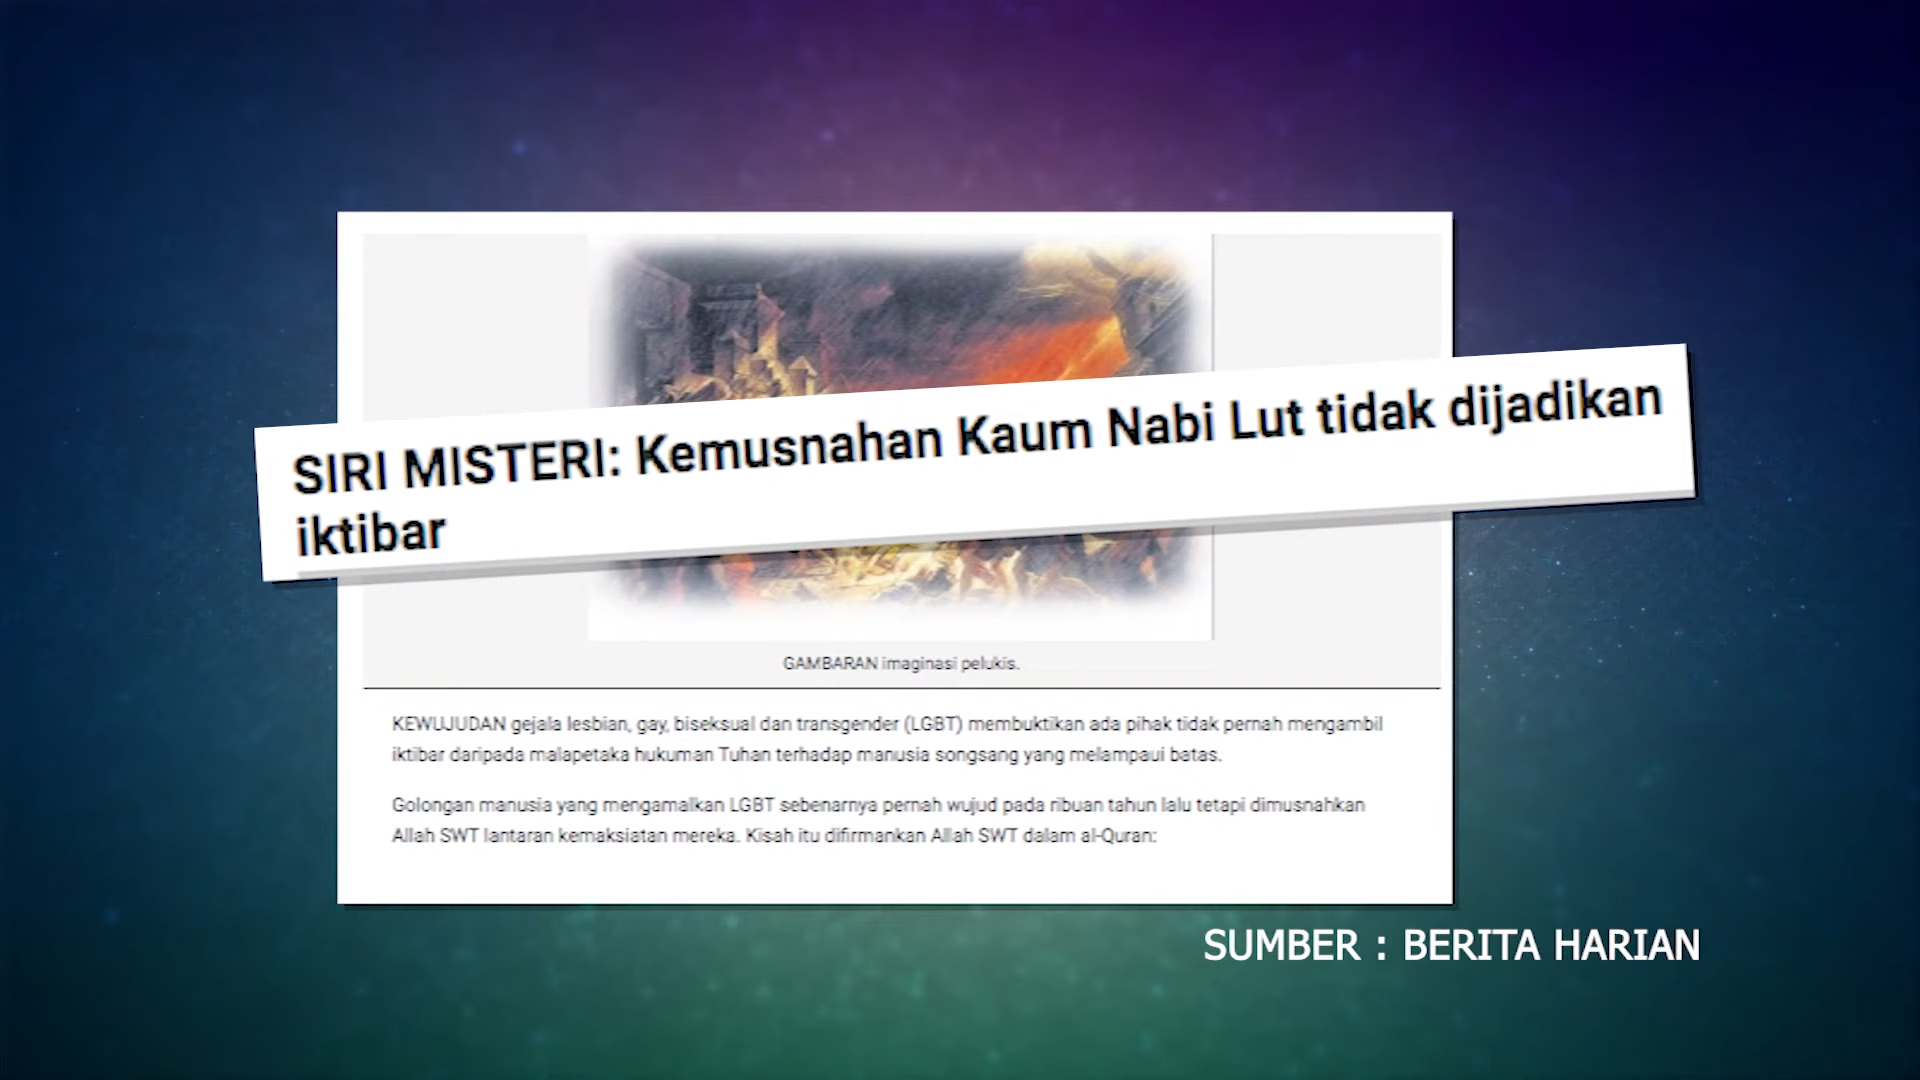 SIRI MISTERI: Kemusnahan Kaum Nabi Lut tidak dijadikan
iktibar
GAMBARAN imaginasi pelukis.
KEWUJUDAN gejala lesbian, gay, biseksual dan transgender (LGBT) membuktikan ada pihak tidak pernah mengambil
iktibar daripada malapetaka hukuman Tuhan terhadap manusia songsang yang melampaui batas.
Golongan manusia yang mengamalkan LGBT sebenarnya pernah wujud pada ribuan tahun lalu tetapi dimusnahkan
Allah SWT lantaran kemaksiatan mereka. Kisah itu difirmankan Allah SWT dalam al-Quran:
SUMBER : BERITA HARIAN